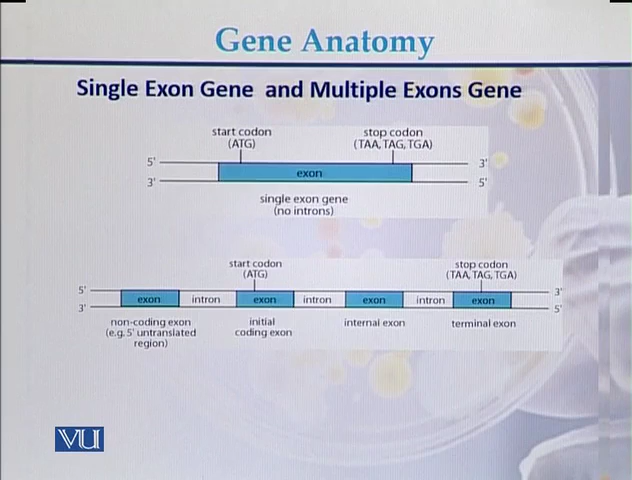 Gene Anatomy
Single Exon Gene and Multiple Exons Gene
start codon
(ATG)
stop codon
(TAA, TAG, TGA)
5'
3'
exon
3'
5'
single exon gene
(no introns)
start codon
(ATG)
stop codon
(TAA, TAG, TGA)
5'
exon intron exon intron exon intron exon
3'
3'
5'
non-coding exon
(e.g. 5' untranslated
region)
initial
coding exon
internal exon
terminal exon
VU